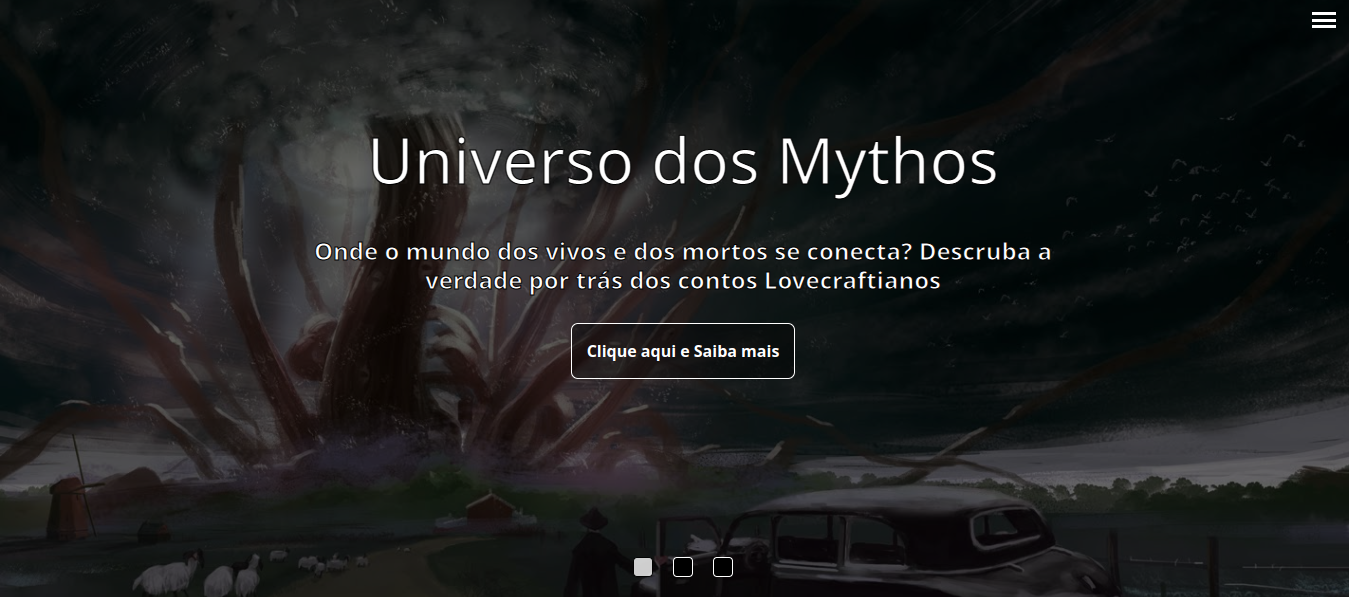 Universo dos Mythos
Onde o mundo dos vivos e dos mortos se conecta? Descruba a
verdade por trás dos contos Lovecraftianos
Clique aqui e Saiba mais